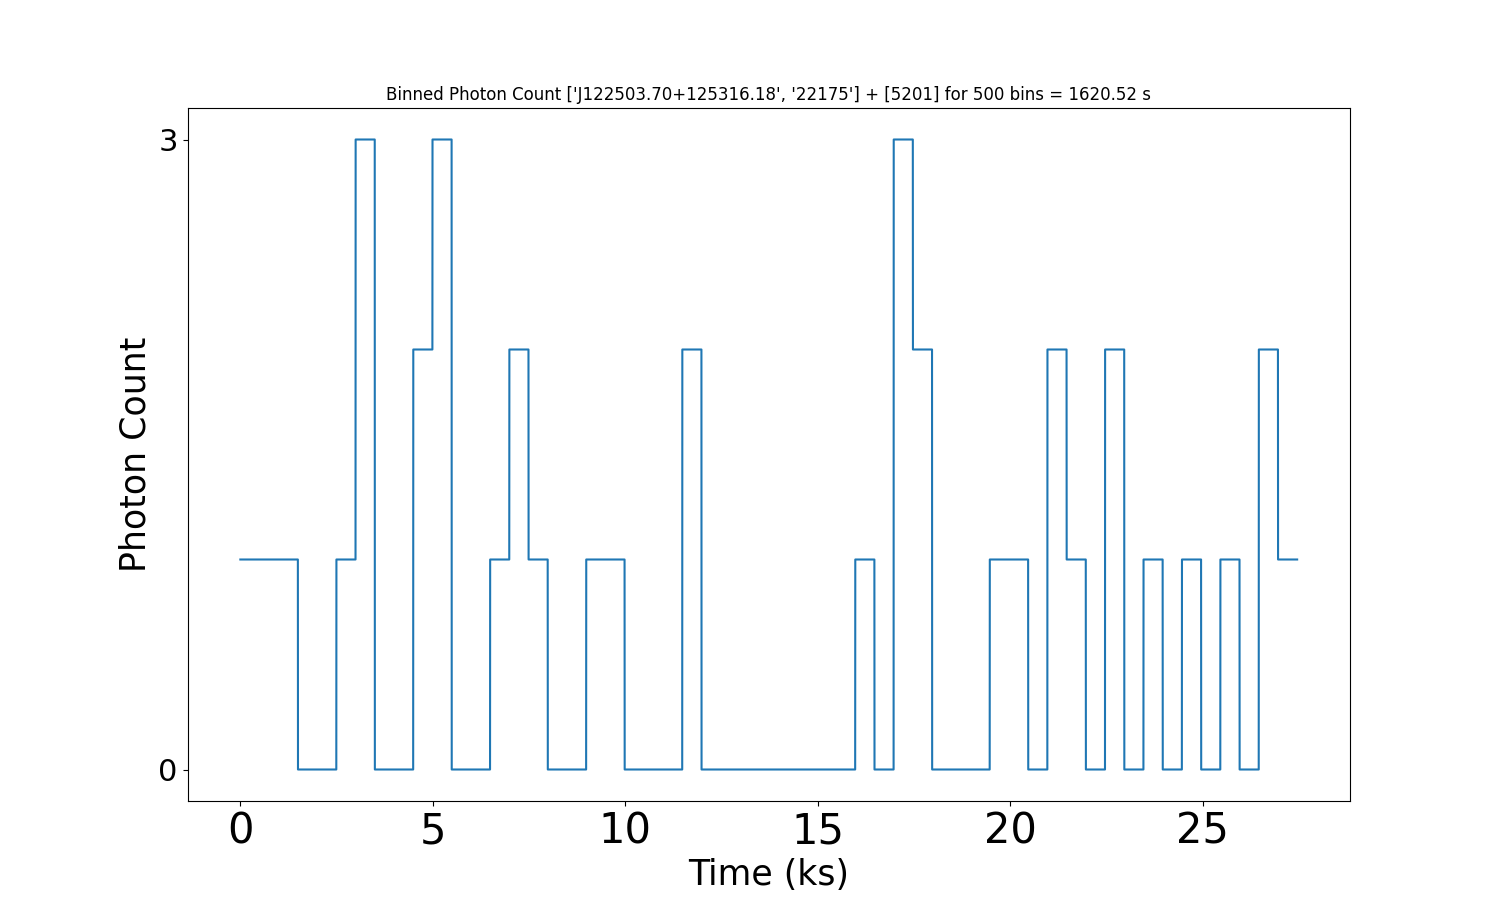 Binned Photon Count ['J122503.70+125316.18', '22175'] + [5201] for 500 bins = 1620.52 s
3
Photon Count
0
0 5 10 15 20 25
Time (ks)